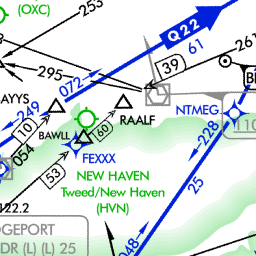 (OXC)
253
Q22
61
261
295
39
072
AYYS
249
RAALF
NTMEG
10
BAWLL
60
110
228
054
53
FEXXX
NEW HAVEN
Tweed/New Haven
(HVN)
25
122.2
DGEPORT
DR (L) (L) 25
048